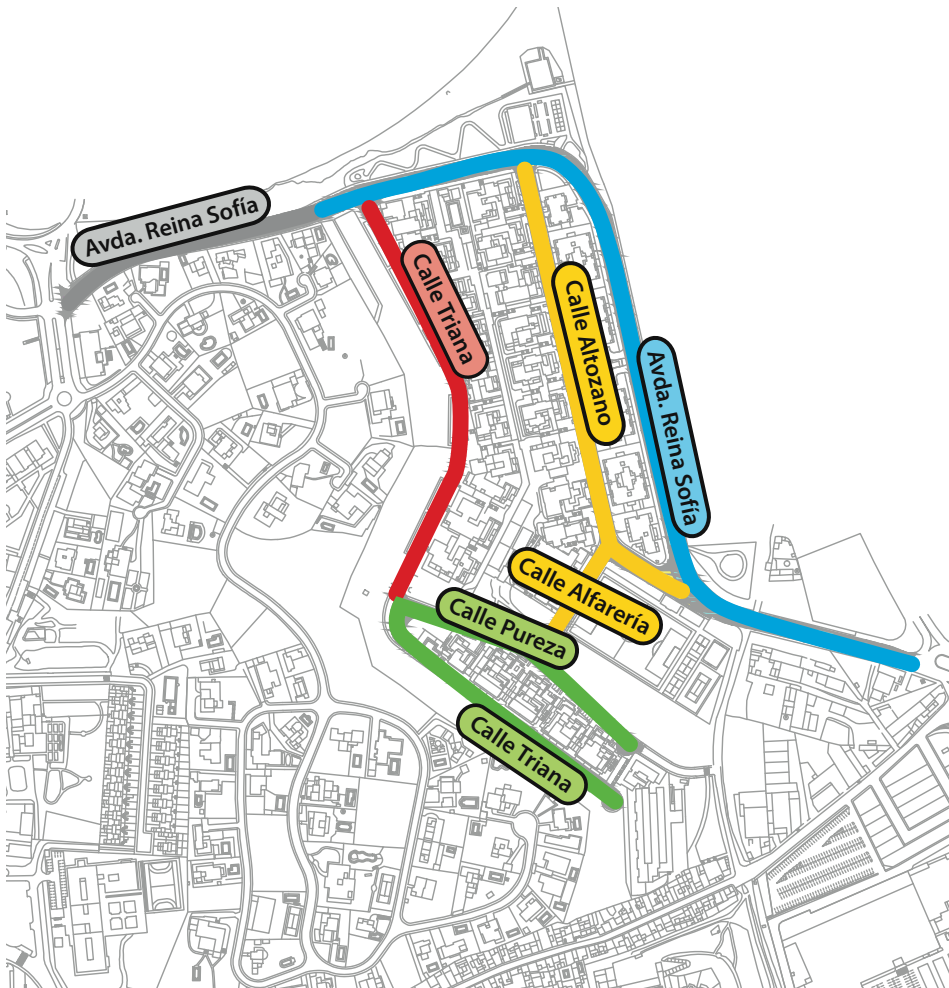 Avda. Reina Sofía
Calle Triana
Calle Altozano
Avda. Reina Sofía
Calle Alfarería
Calle Pureza
Calle Triana